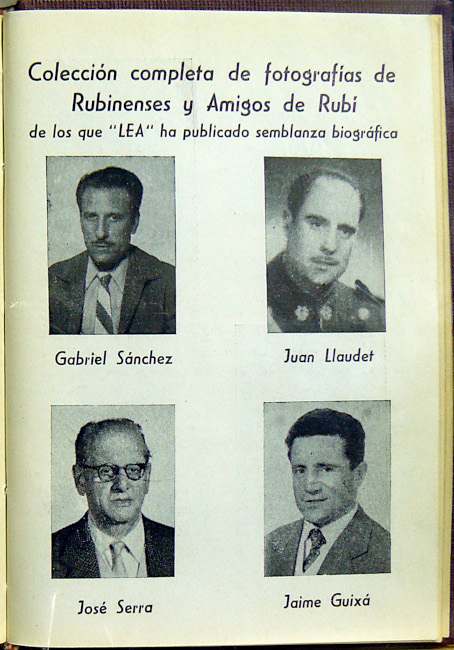 Colección completa de fotografías de
Rubinenses y Amigos de Rubí
de los que "LEA" ha publicado semblanza biográfica
Gabriel Sánchez
Juan Llaudet
José Serra
Jaime Guixá